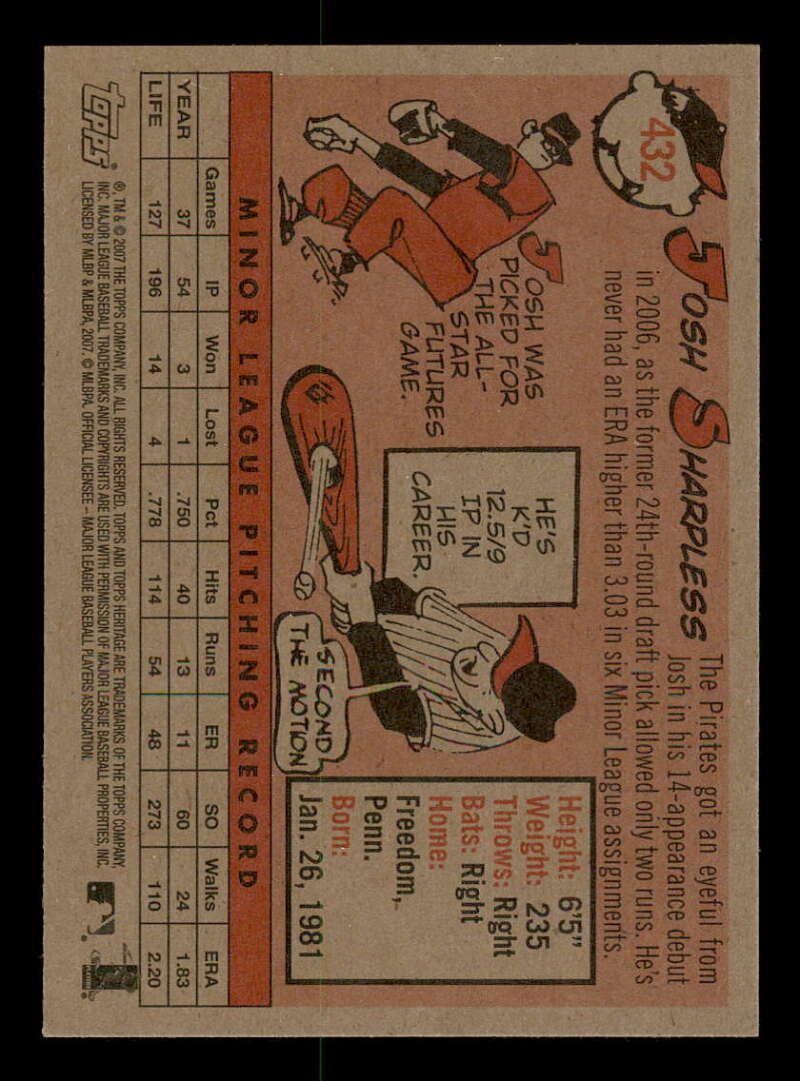 432
JOSH SHARPLESS
The Pirates got an eyeful from
Josh in his 14-appearance debut
in 2006, as the former 24th-round draft pick allowed only two runs. He's
never had an ERA higher than 3.03 in six Minor League assignments.
JOSH WAS
PICKED FOR
THE ALL-
STAR
FUTURES
GAME.
HE'S
K'D
12.5/9
IP IN
HIS
CAREER.
SECOND
THE MOTION
Height: 6'5"
Weight: 235
Throws: Right
Bats: Right
Home:
Freedom,
Penn.
Born:
Jan. 26, 1981
MINOR LEAGUE PITCHING RECORD
Games IP Won Lost Pct Hits Runs ER SO Walks ERA
YEAR 37 54 3 1 .750 40 13 11 60 24 1.83
LIFE 127 196 14 4 .778 114 54 48 273 110 2.20
Topps
®, TM & © 2007 THE TOPPS COMPANY, INC. ALL RIGHTS RESERVED. TOPPS AND TOPPS HERITAGE ARE TRADEMARKS OF THE TOPPS COMPANY,
INC. MAJOR LEAGUE BASEBALL TRADEMARKS AND COPYRIGHTS ARE USED WITH PERMISSION OF MAJOR LEAGUE BASEBALL PROPERTIES, INC.
LICENSED BY MLBP & MLBPA, 2007. © MLBPA. OFFICIAL LICENSEE – MAJOR LEAGUE BASEBALL PLAYERS ASSOCIATION.